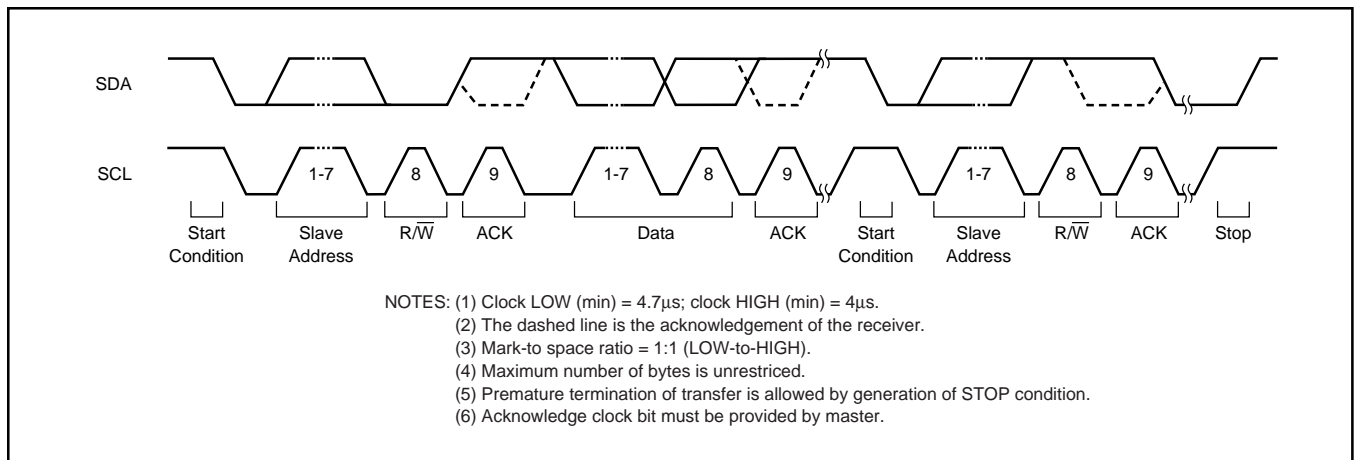 SDA
SCL
1-7 8 9 1-7 8 9 1-7 8 9
Start Condition
Slave Address
R/W̅
ACK
Data
ACK
Start Condition
Slave Address
R/W̅
ACK
Stop
NOTES: (1) Clock LOW (min) = 4.7µs; clock HIGH (min) = 4µs.
(2) The dashed line is the acknowledgement of the receiver.
(3) Mark-to space ratio = 1:1 (LOW-to-HIGH).
(4) Maximum number of bytes is unrestriced.
(5) Premature termination of transfer is allowed by generation of STOP condition.
(6) Acknowledge clock bit must be provided by master.